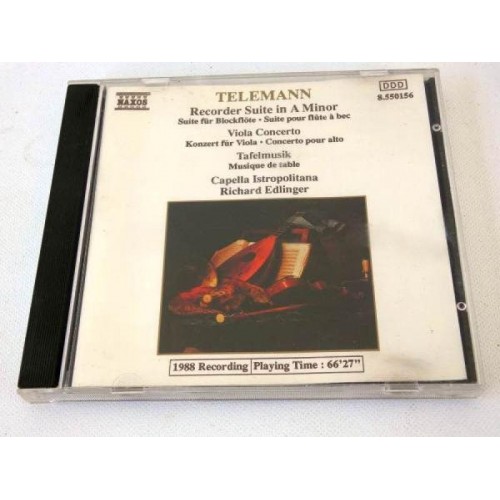 NAXOS
DDD
8.550156
TELEMANN
Recorder Suite in A Minor
Suite für Blockflöte • Suite pour flûte à bec
Viola Concerto
Konzert für Viola • Concerto pour alto
Tafelmusik
Musique de table
Capella Istropolitana
Richard Edlinger
1988 Recording Playing Time : 66'27"